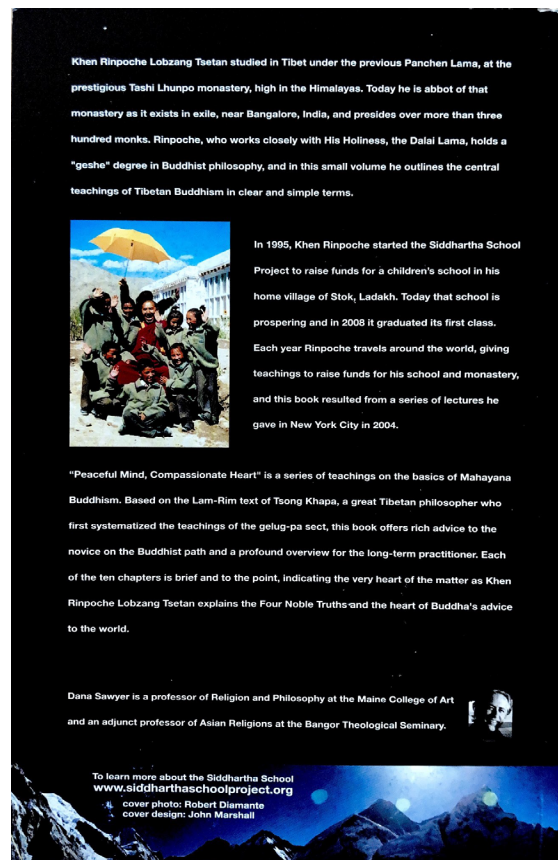 Khen Rinpoche Lobzang Tsetan studied in Tibet under the previous Panchen Lama, at the
prestigious Tashi Lhunpo monastery, high in the Himalayas. Today he is abbot of that
monastery as it exists in exile, near Bangalore, India, and presides over more than three
hundred monks. Rinpoche, who works closely with His Holiness, the Dalai Lama, holds a
"geshe" degree in Buddhist philosophy, and in this small volume he outlines the central
teachings of Tibetan Buddhism in clear and simple terms.
In 1995, Khen Rinpoche started the Siddhartha School
Project to raise funds for a children's school in his
home village of Stok, Ladakh. Today that school is
prospering and in 2008 it graduated its first class.
Each year Rinpoche travels around the world, giving
teachings to raise funds for his school and monastery,
and this book resulted from a series of lectures he
gave in New York City in 2004.
"Peaceful Mind, Compassionate Heart" is a series of teachings on the basics of Mahayana
Buddhism. Based on the Lam-Rim text of Tsong Khapa, a great Tibetan philosopher who
first systematized the teachings of the gelug-pa sect, this book offers rich advice to the
novice on the Buddhist path and a profound overview for the long-term practitioner. Each
of the ten chapters is brief and to the point, indicating the very heart of the matter as Khen
Rinpoche Lobzang Tsetan explains the Four Noble Truths and the heart of Buddha's advice
to the world.
Dana Sawyer is a professor of Religion and Philosophy at the Maine College of Art
and an adjunct professor of Asian Religions at the Bangor Theological Seminary.
To learn more about the Siddhartha School
www.siddharthaschoolproject.org
cover photo: Robert Diamante
cover design: John Marshall